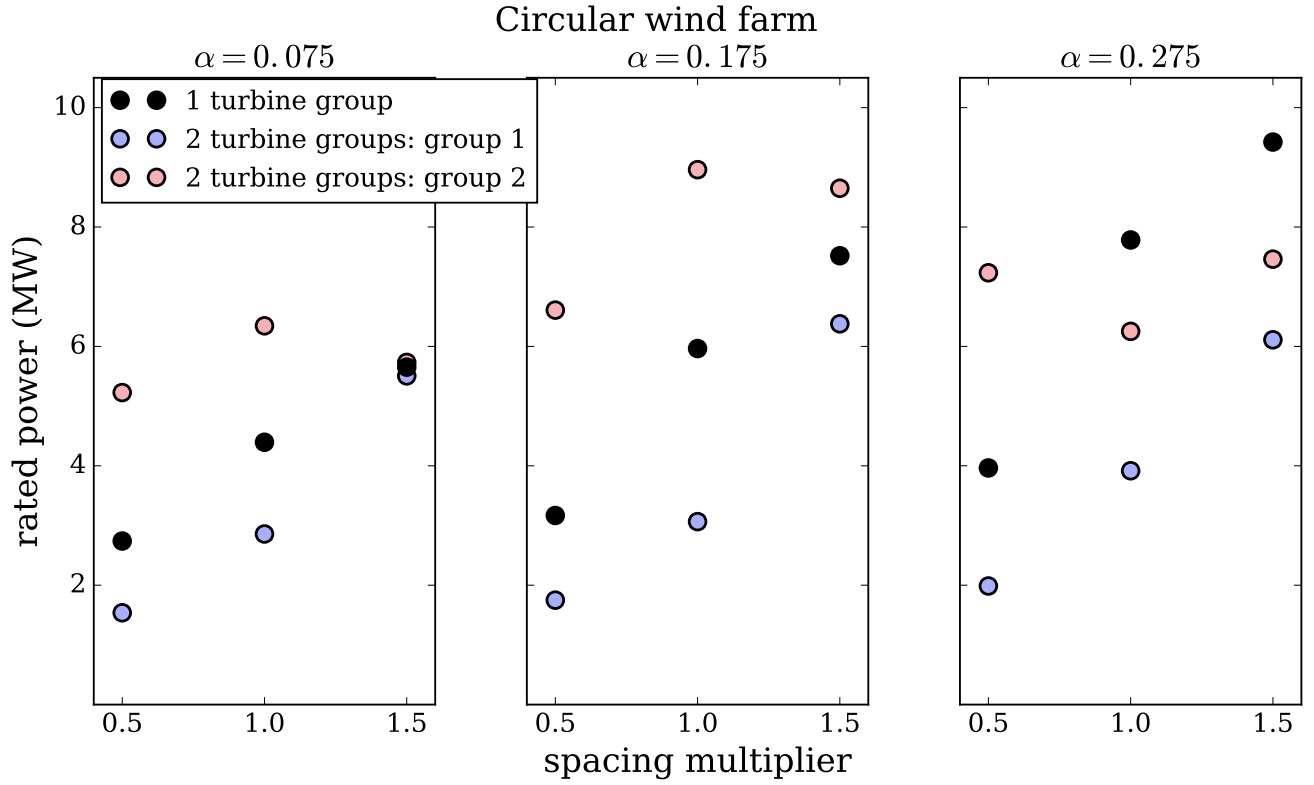 Circular wind farm
α = 0.075
α = 0.175
α = 0.275
1 turbine group
2 turbine groups: group 1
2 turbine groups: group 2
rated power (MW)
10
8
6
4
2
0.5 1.0 1.5
0.5 1.0 1.5
0.5 1.0 1.5
spacing multiplier